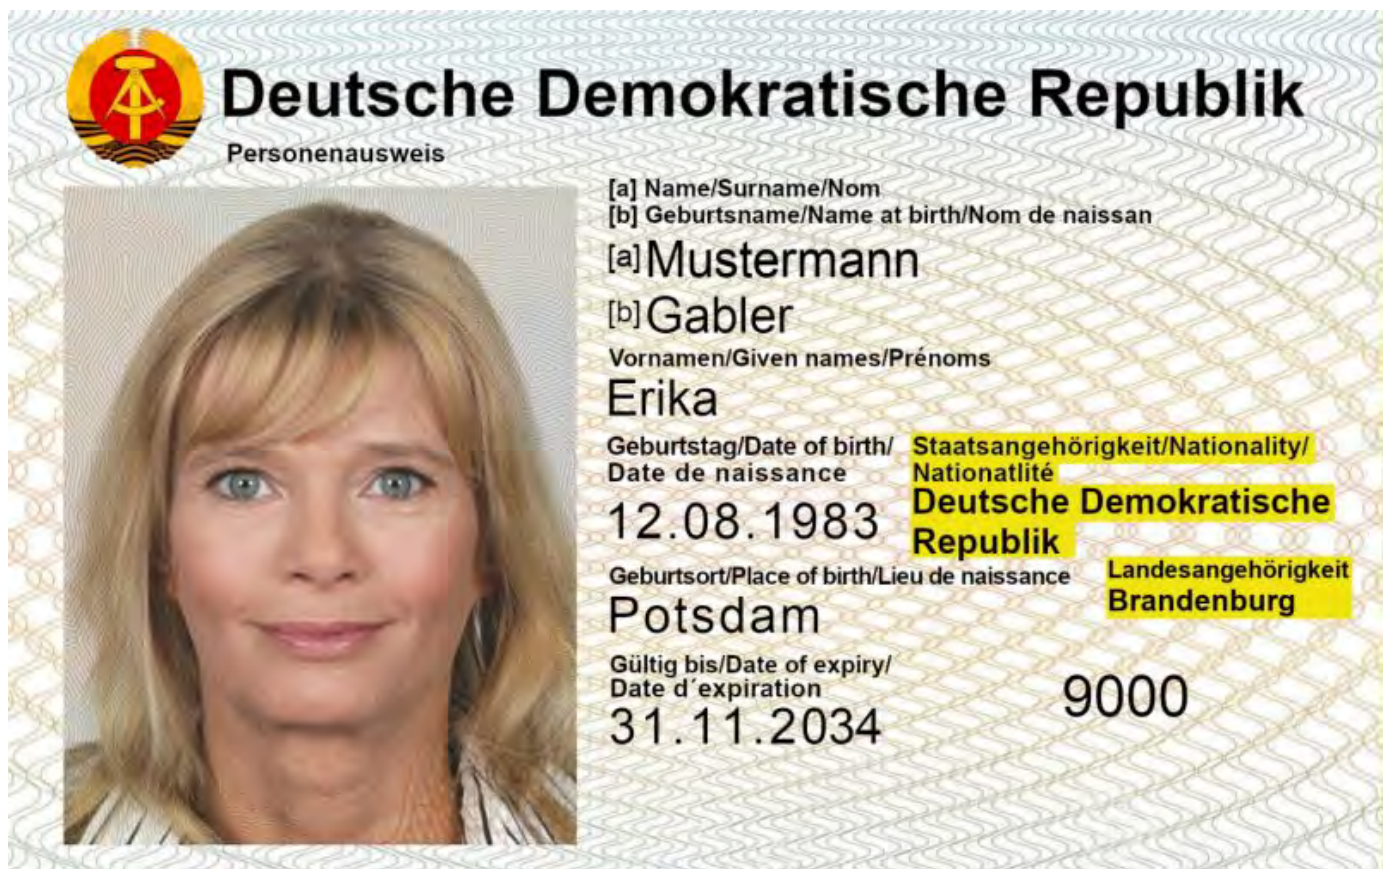 Deutsche Demokratische Republik
Personenausweis
[a] Name/Surname/Nom
[b] Geburtsname/Name at birth/Nom de naissan
[a] Mustermann
[b] Gabler
Vornamen/Given names/Prénoms
Erika
Geburtstag/Date of birth/
Date de naissance
12.08.1983
Staatsangehörigkeit/Nationality/
Nationatlité
Deutsche Demokratische
Republik
Geburtsort/Place of birth/Lieu de naissance
Potsdam
Landesangehörigkeit
Brandenburg
Gültig bis/Date of expiry/
Date d´expiration
31.11.2034
9000